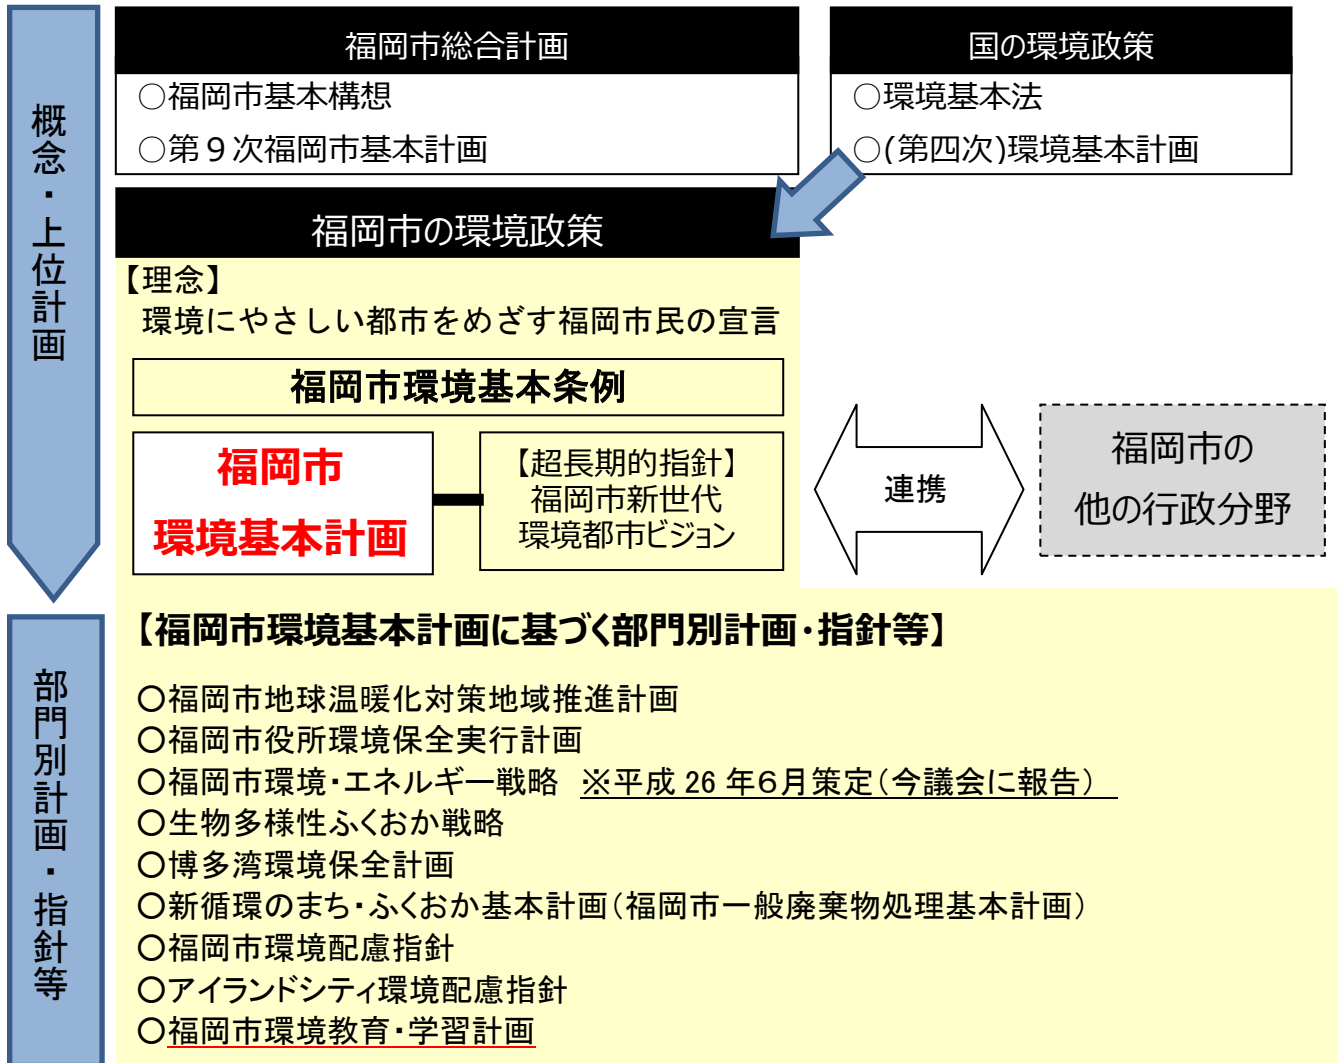 概念・上位計画
福岡市総合計画
○福岡市基本構想
○第９次福岡市基本計画
国の環境政策
○環境基本法
○(第四次)環境基本計画
福岡市の環境政策
【理念】
環境にやさしい都市をめざす福岡市民の宣言
福岡市環境基本条例
福岡市
環境基本計画
【超長期的指針】
福岡市新世代
環境都市ビジョン
連携
福岡市の
他の行政分野
部門別計画・指針等
【福岡市環境基本計画に基づく部門別計画・指針等】
○福岡市地球温暖化対策地域推進計画
○福岡市役所環境保全実行計画
○福岡市環境・エネルギー戦略 ※平成 26 年６月策定（今議会に報告）
○生物多様性ふくおか戦略
○博多湾環境保全計画
○新循環のまち・ふくおか基本計画（福岡市一般廃棄物処理基本計画）
○福岡市環境配慮指針
○アイランドシティ環境配慮指針
○福岡市環境教育・学習計画